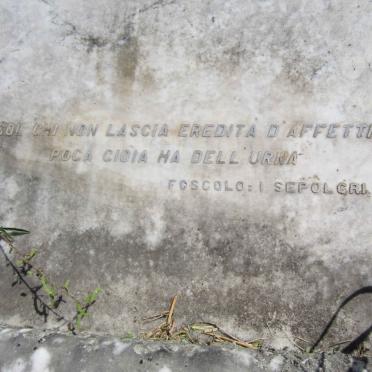 SOL CHI NON LASCIA EREDITA D'AFFETTI
POCA GIOIA HA DELL'URNA
FOSCOLO: I SEPOLCRI